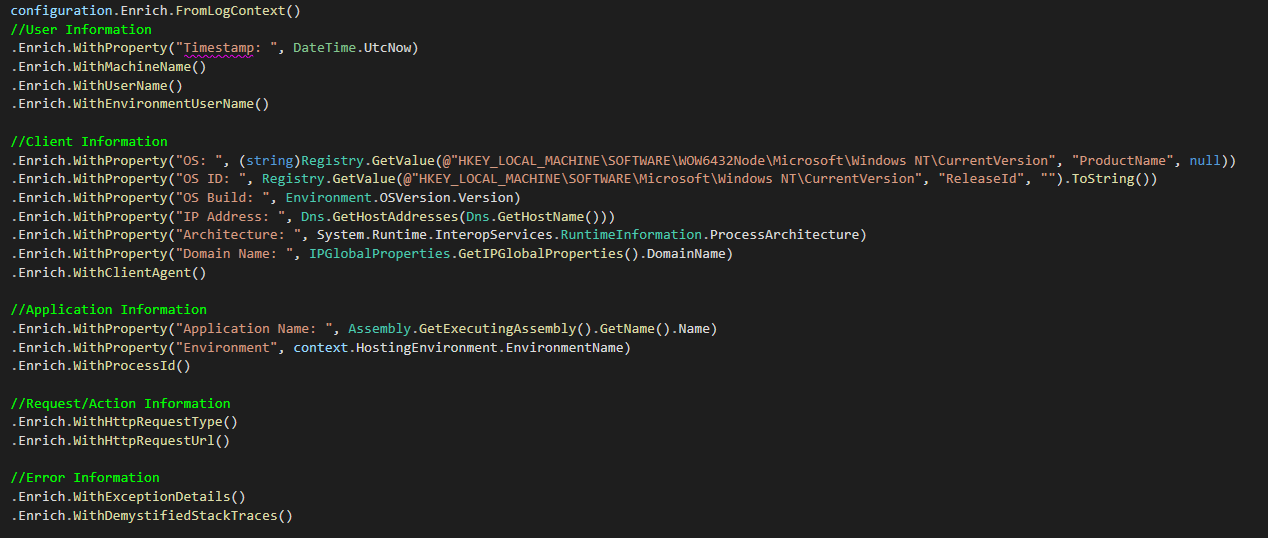 configuration.Enrich.FromLogContext()
//User Information
.Enrich.WithProperty("Timestamp: ", DateTime.UtcNow)
.Enrich.WithMachineName()
.Enrich.WithUserName()
.Enrich.WithEnvironmentUserName()
//Client Information
.Enrich.WithProperty("OS: ", (string)Registry.GetValue(@"HKEY_LOCAL_MACHINE\SOFTWARE\WOW6432Node\Microsoft\Windows NT\CurrentVersion", "ProductName", null))
.Enrich.WithProperty("OS ID: ", Registry.GetValue(@"HKEY_LOCAL_MACHINE\SOFTWARE\Microsoft\Windows NT\CurrentVersion", "ReleaseId", "").ToString())
.Enrich.WithProperty("OS Build: ", Environment.OSVersion.Version)
.Enrich.WithProperty("IP Address: ", Dns.GetHostAddresses(Dns.GetHostName()))
.Enrich.WithProperty("Architecture: ", System.Runtime.InteropServices.RuntimeInformation.ProcessArchitecture)
.Enrich.WithProperty("Domain Name: ", IPGlobalProperties.GetIPGlobalProperties().DomainName)
.Enrich.WithClientAgent()
//Application Information
.Enrich.WithProperty("Application Name: ", Assembly.GetExecutingAssembly().GetName().Name)
.Enrich.WithProperty("Environment", context.HostingEnvironment.EnvironmentName)
.Enrich.WithProcessId()
//Request/Action Information
.Enrich.WithHttpRequestType()
.Enrich.WithHttpRequestUrl()
//Error Information
.Enrich.WithExceptionDetails()
.Enrich.WithDemystifiedStackTraces()